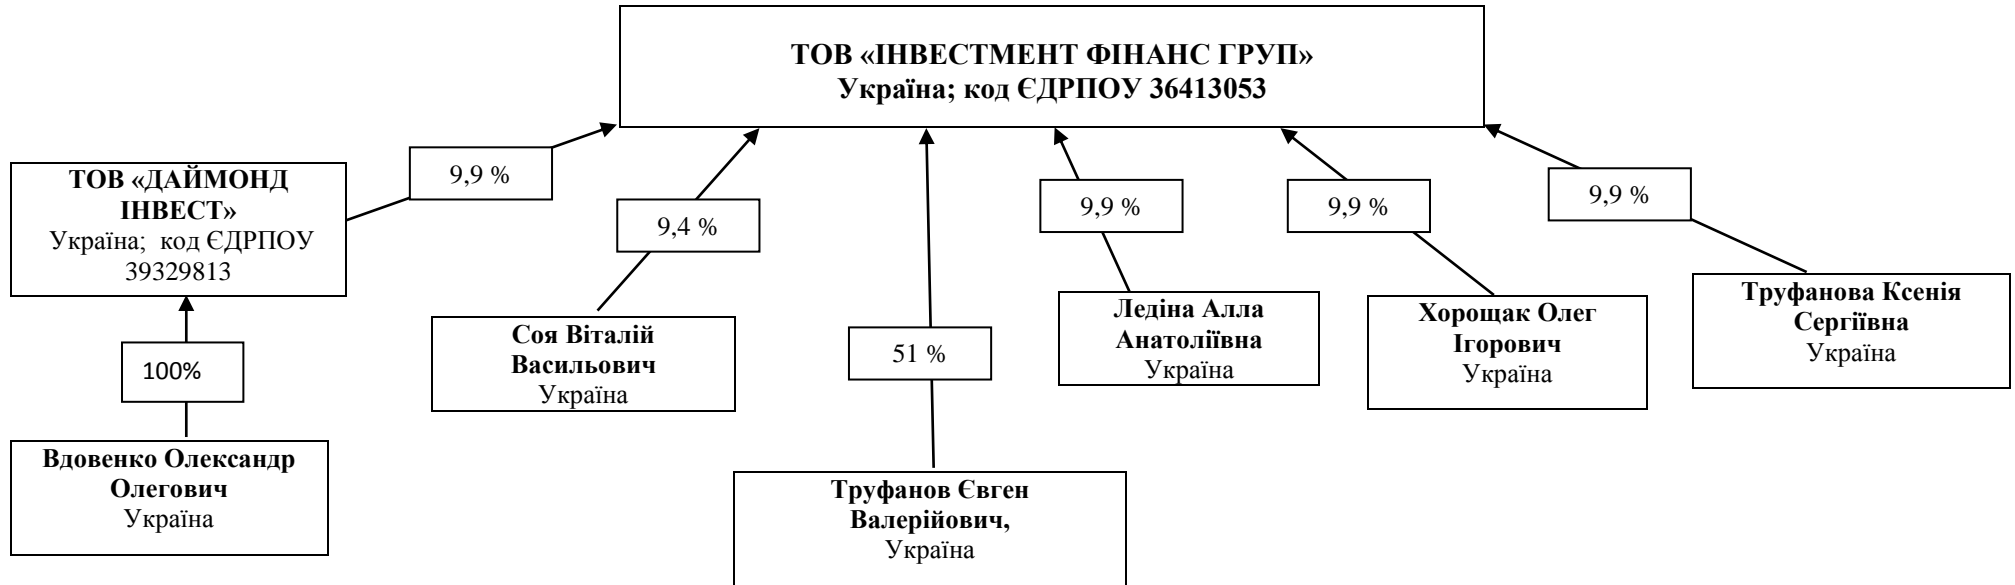 ТОВ «ІНВЕСТМЕНТ ФІНАНС ГРУП»
Україна; код ЄДРПОУ 36413053
9,9 %
9,4 %
51 %
9,9 %
9,9 %
9,9 %
ТОВ «ДАЙМОНД
ІНВЕСТ»
Україна; код ЄДРПОУ
39329813
100%
Вдовенко Олександр
Олегович
Україна
Соя Віталій
Васильович
Україна
Труфанов Євген
Валерійович,
Україна
Ледіна Алла
Анатоліївна
Україна
Хорощак Олег
Ігорович
Україна
Труфанова Ксенія
Сергіївна
Україна